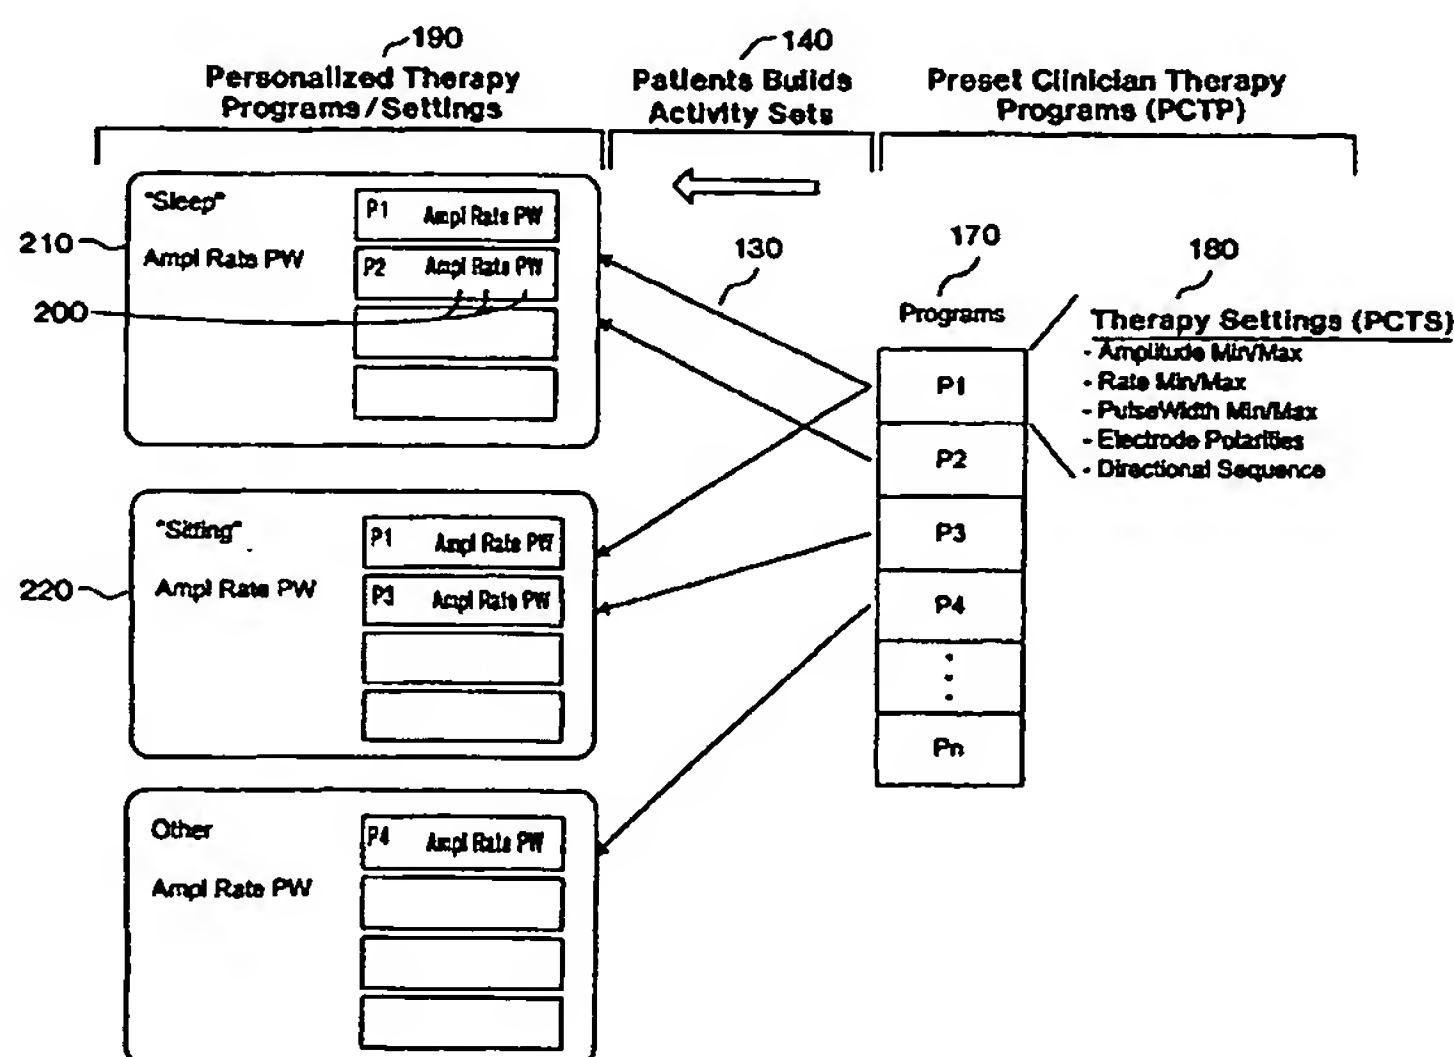 190
Personalized Therapy
Programs/Settings
140
Patients Builds
Activity Sets
Preset Clinician Therapy
Programs (PCTP)
"Sleep"
Ampl Rate PW
P1 Ampl Rate PW
P2 Ampl Rate PW
210
200
130
170
Programs
180
Therapy Settings (PCTS)
- Amplitude Min/Max
- Rate Min/Max
- PulseWidth Min/Max
- Electrode Polarities
- Directional Sequence
P1
P2
P3
P4
Pn
"Sitting"
Ampl Rate PW
P1 Ampl Rate PW
P3 Ampl Rate PW
220
Other
Ampl Rate PW
P4 Ampl Rate PW